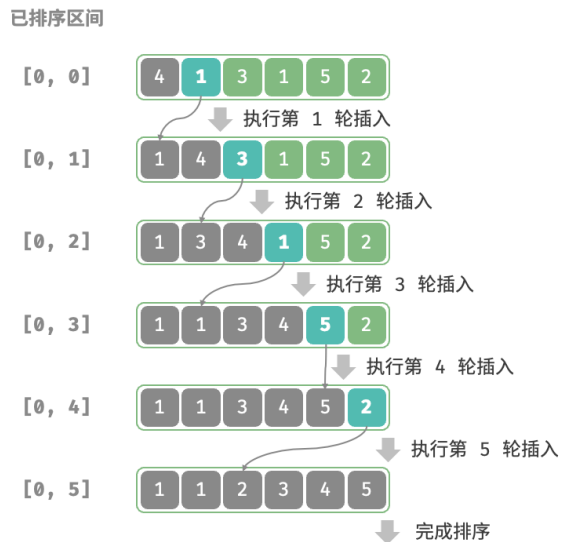 已排序区间
[0, 0] 4 1 3 1 5 2
执行第 1 轮插入
[0, 1] 1 4 3 1 5 2
执行第 2 轮插入
[0, 2] 1 3 4 1 5 2
执行第 3 轮插入
[0, 3] 1 1 3 4 5 2
执行第 4 轮插入
[0, 4] 1 1 3 4 5 2
执行第 5 轮插入
[0, 5] 1 1 2 3 4 5
完成排序